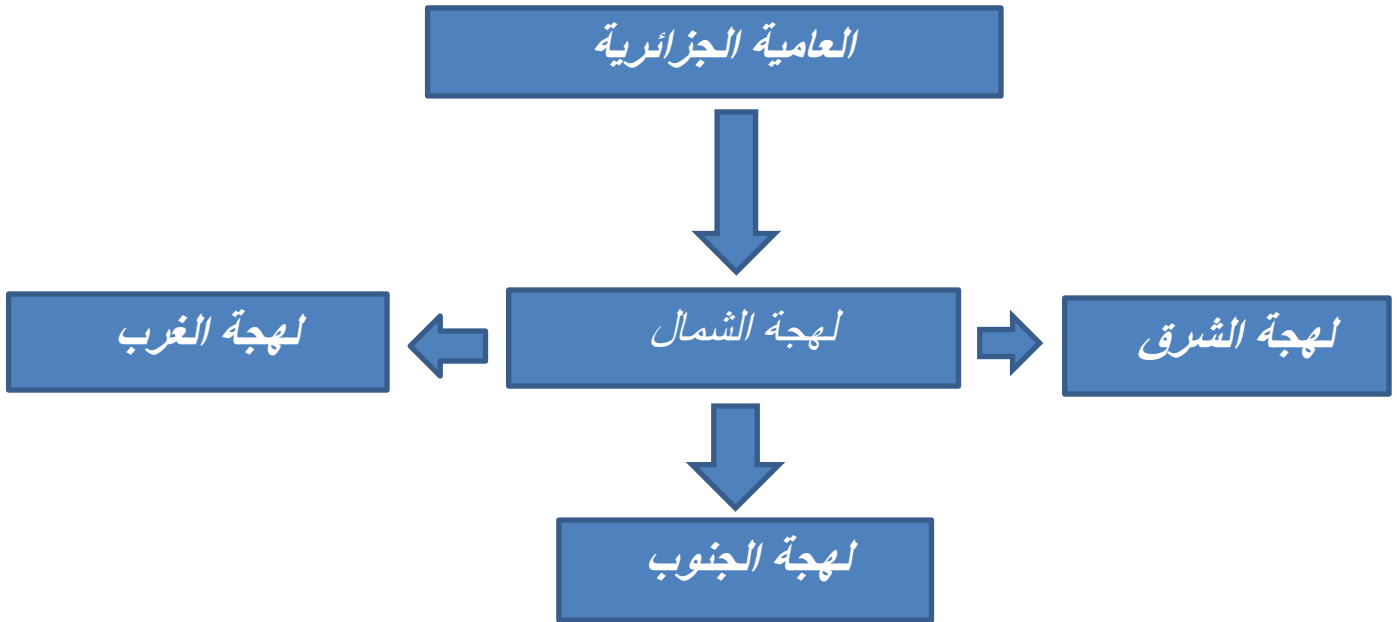 العامية الجزائرية
لهجة الشرق
لهجة الشمال
لهجة الغرب
لهجة الجنوب